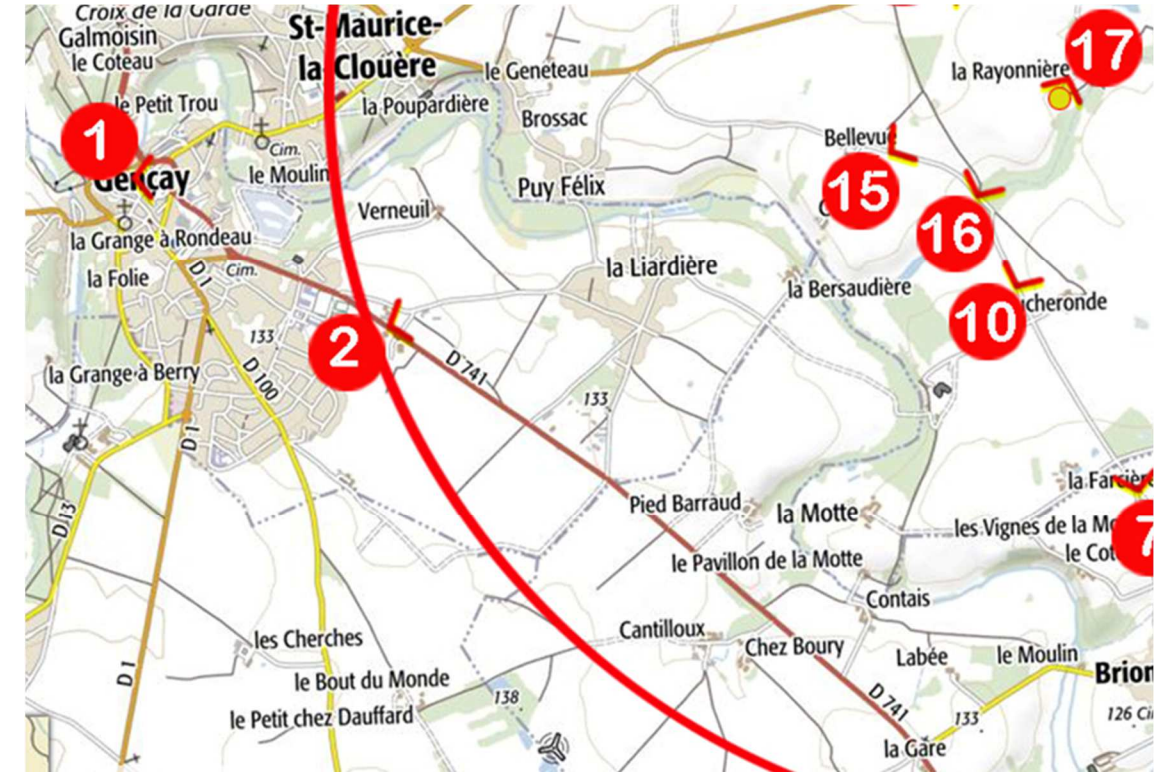 Croix de la Garde
Galmoisin
le Coteau
St-Maurice-
la-Clouère
le Geneteau
17
la Rayonnière
le Petit Trou
la Poupardière
Brossac
1
Cim.
Bellevue
Gençay
le Moulin
Puy Félix
15
Verneuil
16
la Grange à Rondeau
Cim.
la Folie
D 1
la Liardière
la Bersaudière
10
cheronde
133
2
la Grange à Berry
D 100
D 741
133
D 1
D 13
la Farsière
Pied Barraud
la Motte
les Vignes de la Mo
7
le Cot
le Pavillon de la Motte
Contais
les Cherches
Cantilloux
Chez Boury
Labée
le Moulin
D 1
le Bout du Monde
138
D 741
Brion
le Petit chez Dauffard
133
126
la Gare